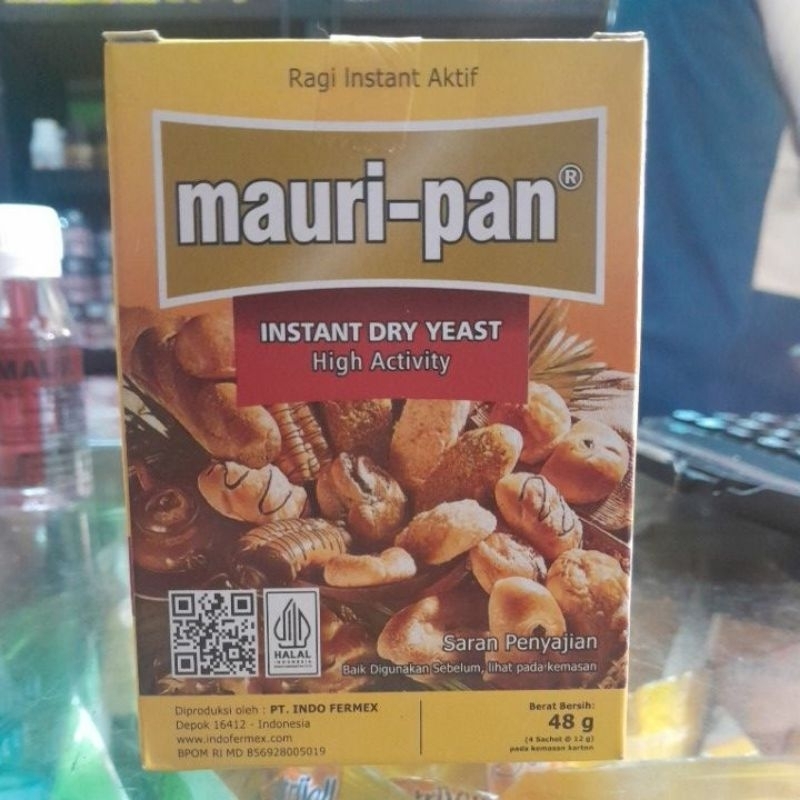 Ragi Instant Aktif
mauri-pan®
INSTANT DRY YEAST
High Activity
Saran Penyajian
Baik Digunakan Sebelum, lihat pada kemasan
HALAL
INDONESIA
Diproduksi oleh : PT. INDO FERMEX
Depok 16412 - Indonesia
www.indofermex.com
BPOM RI MD 856928005019
Berat Bersih:
48 g
(4 Sachet @ 12 g)
pada kemasan karton